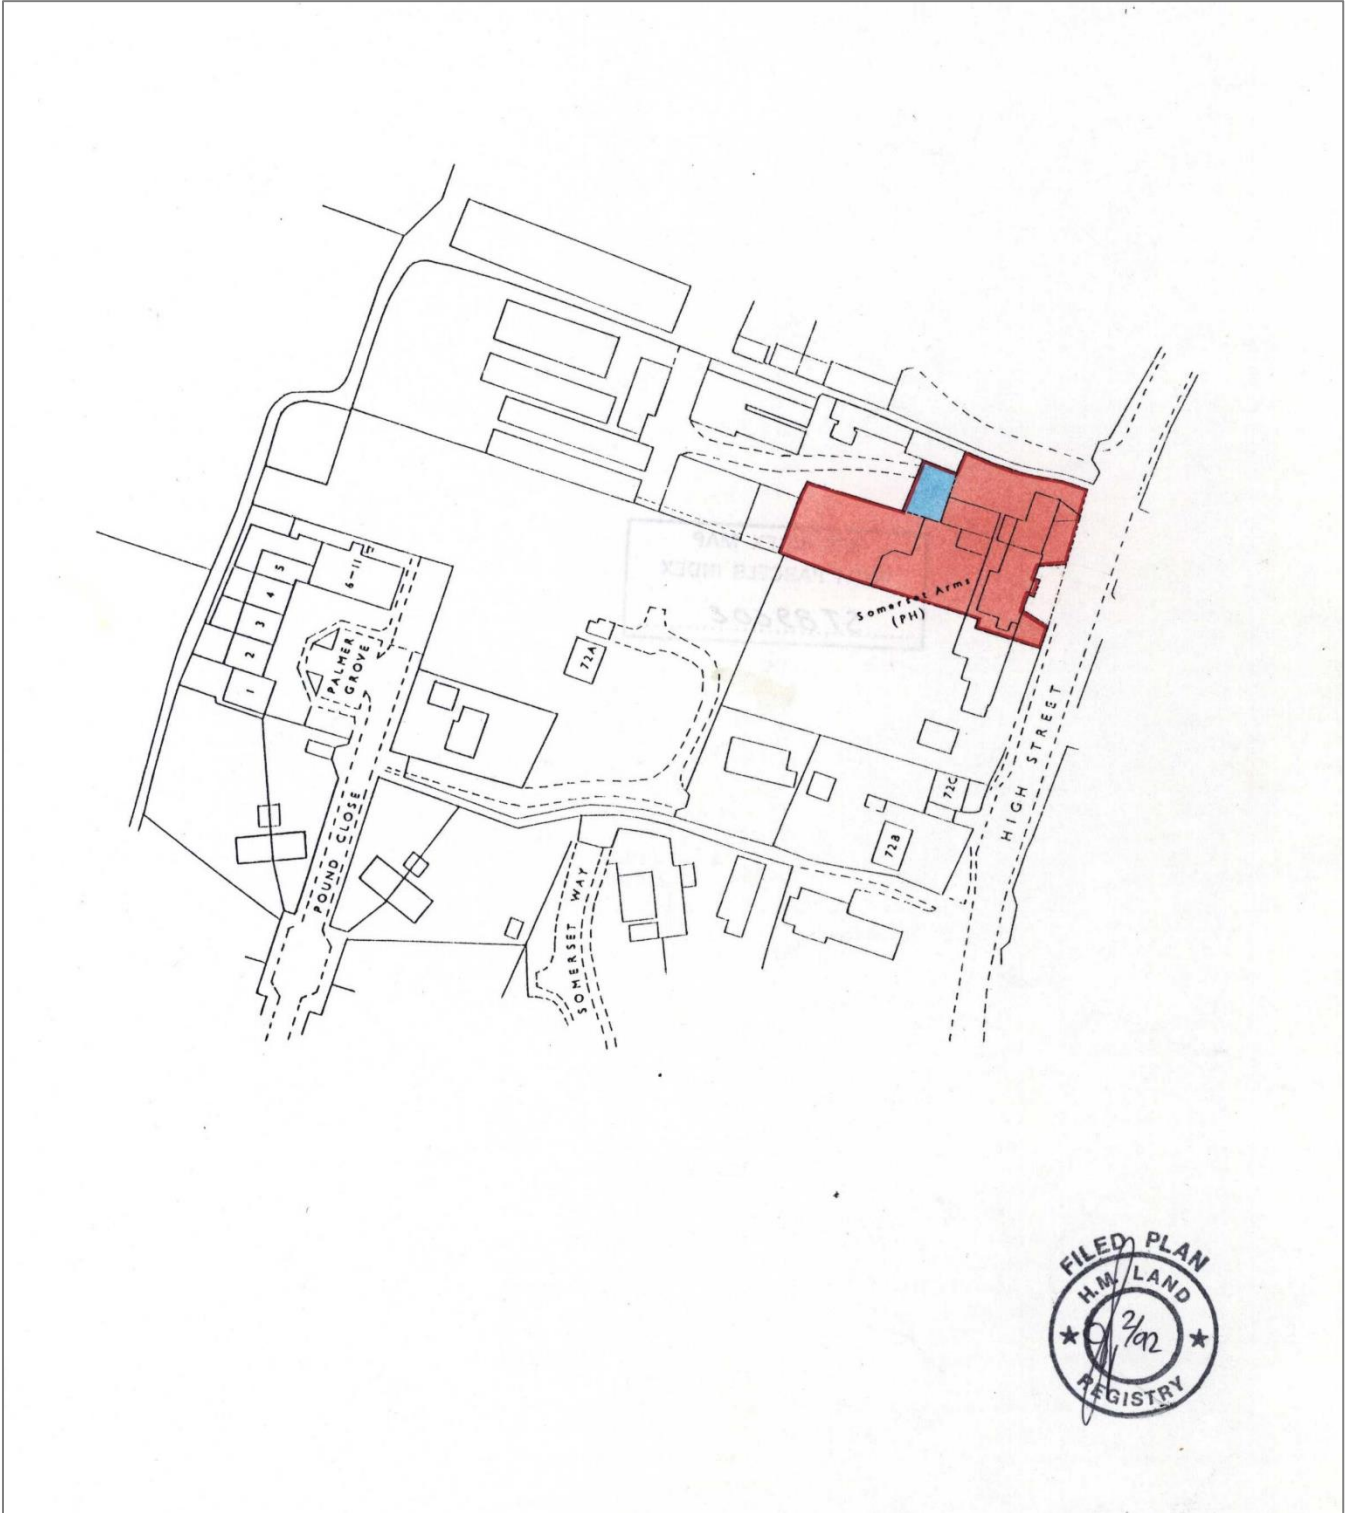 Somerset Arms
(PH)
6-11
5
4
3
2
1
PALMER
GROVE
72A
72C
72B
HIGH STREET
POUND CLOSE
SOMERSET WAY
FILED PLAN
H.M. LAND
2/92
REGISTRY